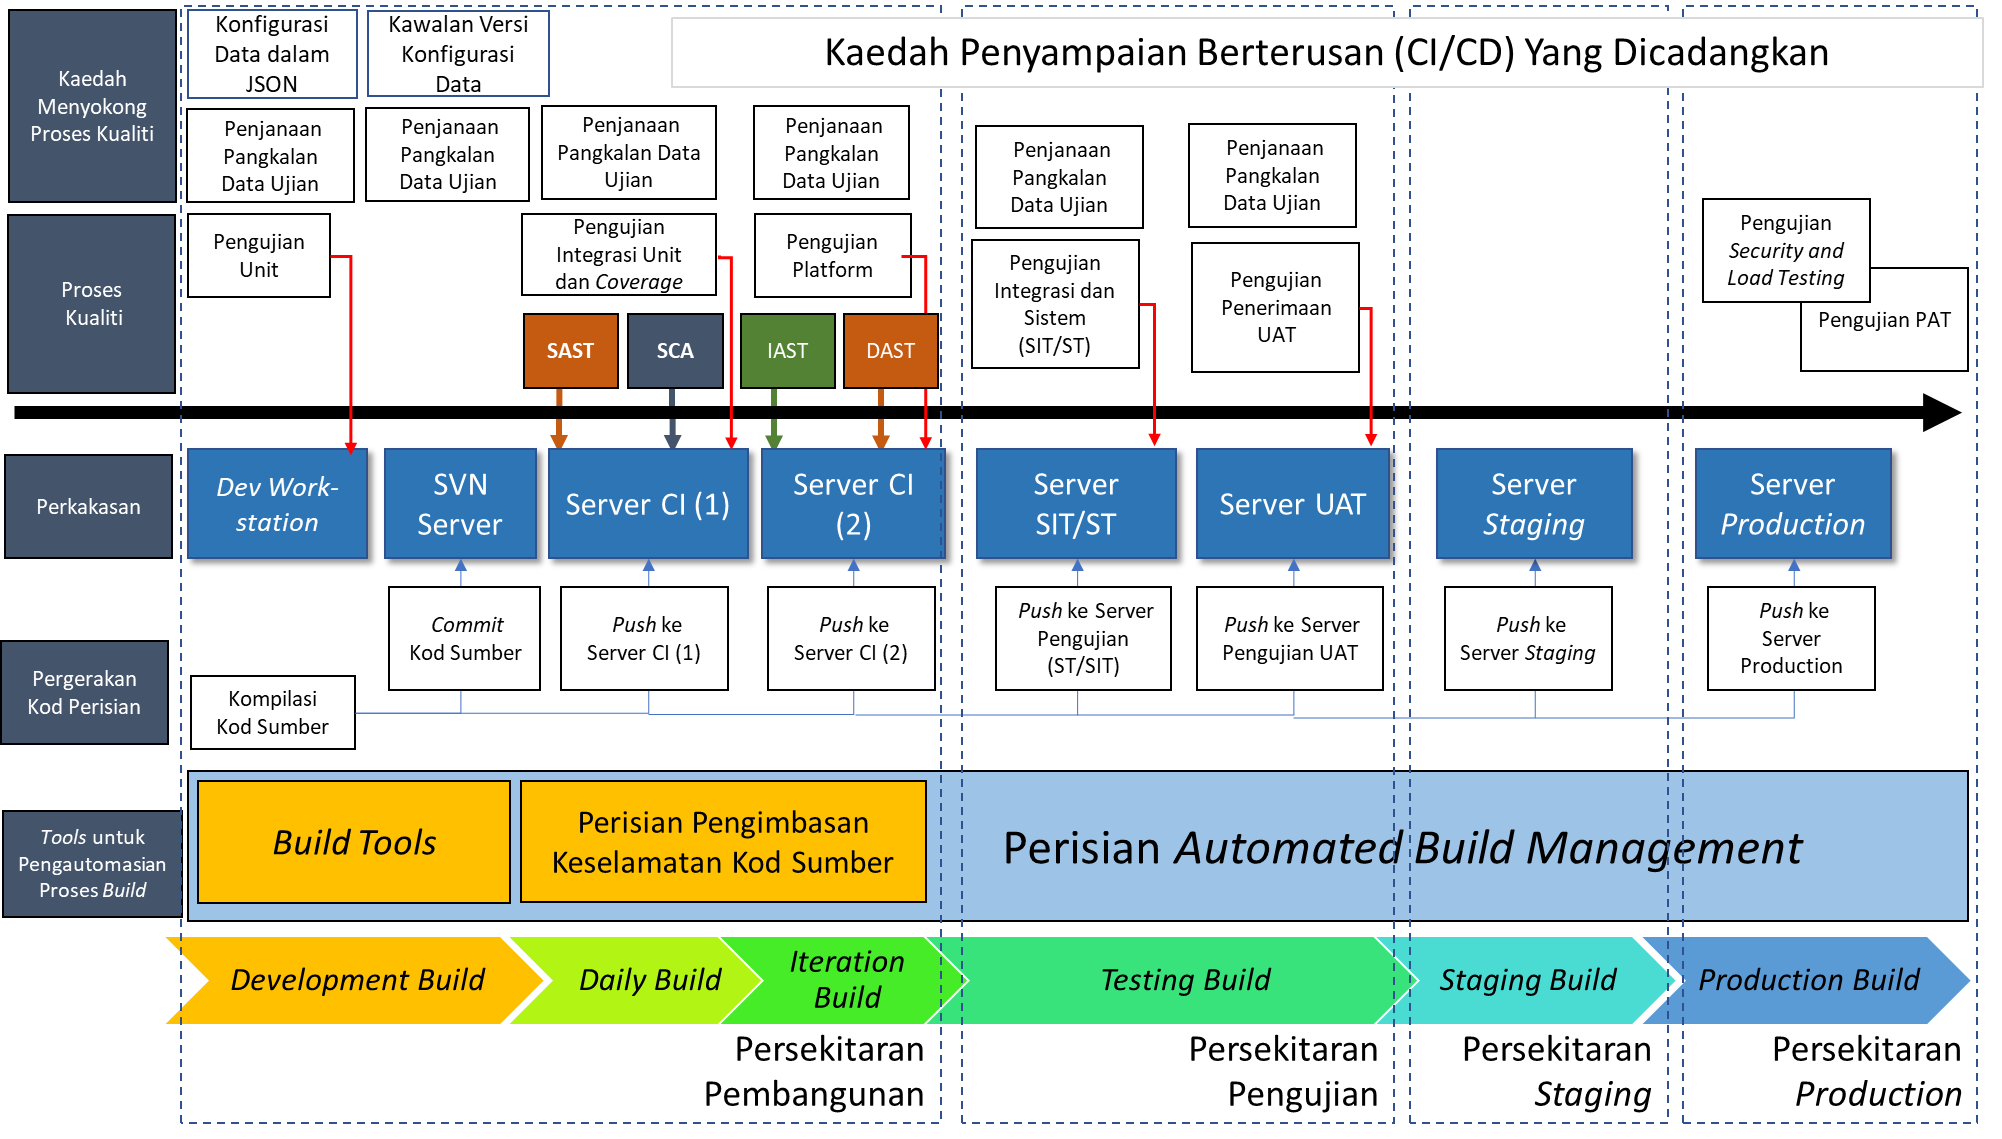 Kaedah Penyampaian Berterusan (CI/CD) Yang Dicadangkan
Kaedah
Menyokong
Proses Kualiti
Konfigurasi
Data dalam
JSON
Kawalan Versi
Konfigurasi
Data
Penjanaan
Pangkalan
Data Ujian
Penjanaan
Pangkalan
Data Ujian
Penjanaan
Pangkalan Data
Ujian
Penjanaan
Pangkalan
Data Ujian
Penjanaan
Pangkalan
Data Ujian
Penjanaan
Pangkalan
Data Ujian
Proses
Kualiti
Pengujian
Unit
Pengujian
Integrasi Unit
dan Coverage
Pengujian
Platform
Pengujian
Integrasi dan
Sistem
(SIT/ST)
Pengujian
Penerimaan
UAT
Pengujian
Security and
Load Testing
Pengujian PAT
SAST
SCA
IAST
DAST
Perkakasan
Dev Work-
station
SVN
Server
Server CI (1)
Server CI
(2)
Server
SIT/ST
Server UAT
Server
Staging
Server
Production
Pergerakan
Kod Perisian
Kompilasi
Kod Sumber
Commit
Kod Sumber
Push ke
Server CI (1)
Push ke
Server CI (2)
Push ke Server
Pengujian
(ST/SIT)
Push ke Server
Pengujian UAT
Push ke
Server Staging
Push ke
Server
Production
Tools untuk
Pengautomasian
Proses Build
Build Tools
Perisian Pengimbasan
Keselamatan Kod Sumber
Perisian Automated Build Management
Development Build
Daily Build
Iteration
Build
Testing Build
Staging Build
Production Build
Persekitaran
Pembangunan
Persekitaran
Pengujian
Persekitaran
Staging
Persekitaran
Production